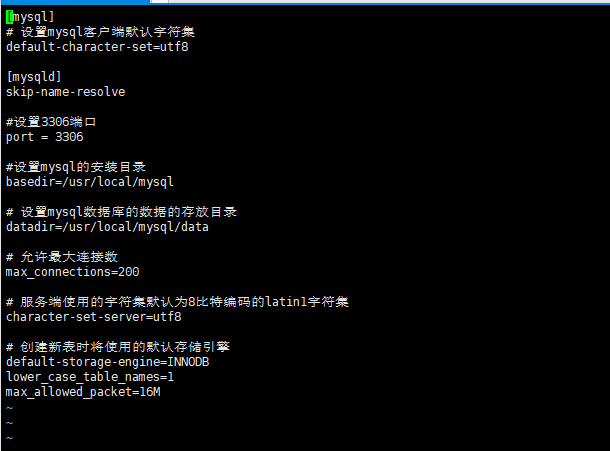 [mysql]
# 设置mysql客户端默认字符集
default-character-set=utf8
[mysqld]
skip-name-resolve
#设置3306端口
port = 3306
#设置mysql的安装目录
basedir=/usr/local/mysql
# 设置mysql数据库的数据的存放目录
datadir=/usr/local/mysql/data
# 允许最大连接数
max_connections=200
# 服务端使用的字符集默认为8比特编码的latin1字符集
character-set-server=utf8
# 创建新表时将使用的默认存储引擎
default-storage-engine=INNODB
lower_case_table_names=1
max_allowed_packet=16M
~
~
~